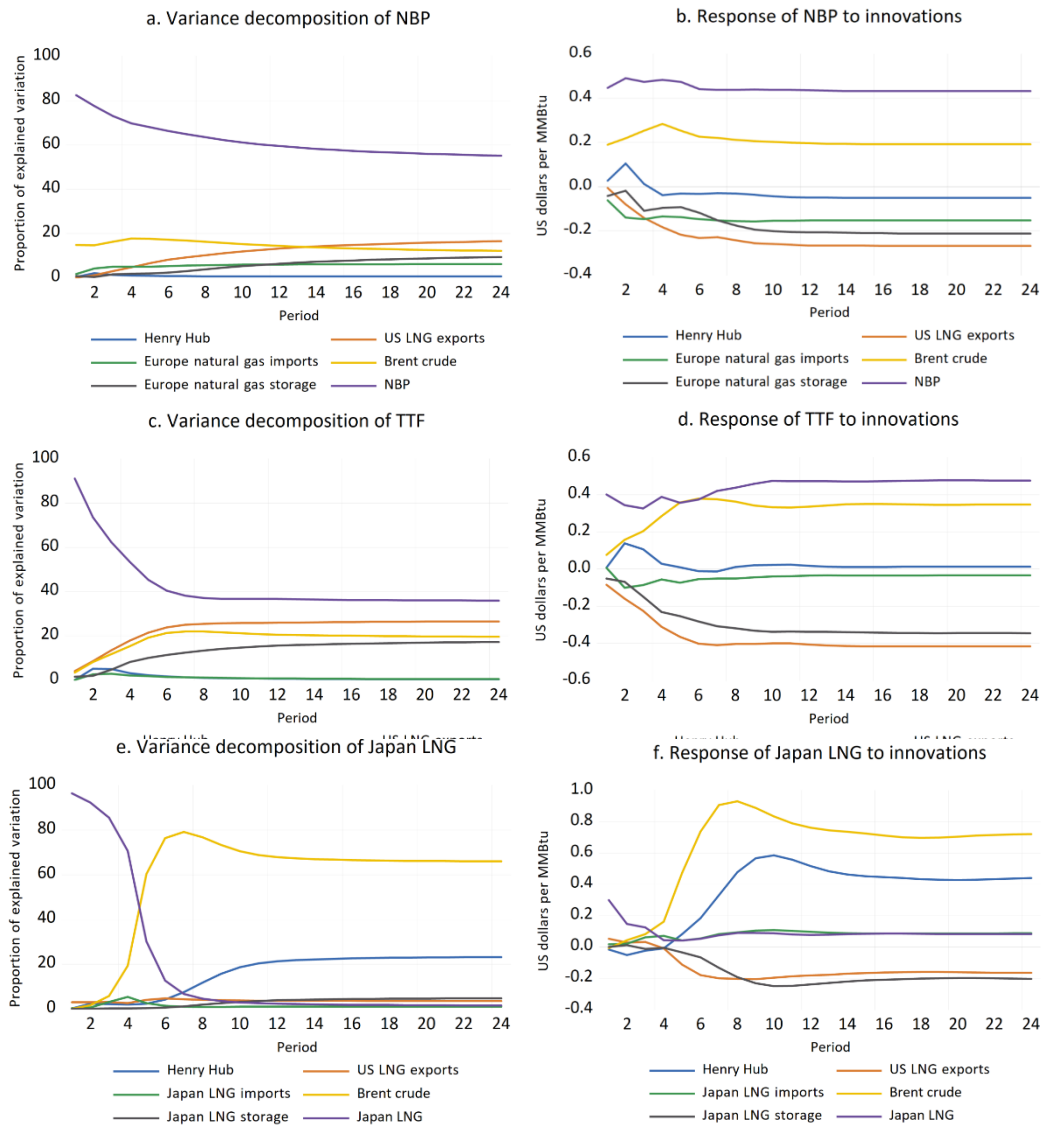 a. Variance decomposition of NBP
Proportion of explained variation
100
80
60
40
20
0
2 4 6 8 10 12 14 16 18 20 22 24
Period
Henry Hub
US LNG exports
Europe natural gas imports
Brent crude
Europe natural gas storage
NBP
b. Response of NBP to innovations
US dollars per MMBtu
0.6
0.4
0.2
0.0
-0.2
-0.4
2 4 6 8 10 12 14 16 18 20 22 24
Period
Henry Hub
US LNG exports
Europe natural gas imports
Brent crude
Europe natural gas storage
NBP
c. Variance decomposition of TTF
Proportion of explained variation
100
80
60
40
20
0
2 4 6 8 10 12 14 16 18 20 22 24
Period
d. Response of TTF to innovations
US dollars per MMBtu
0.6
0.4
0.2
0.0
-0.2
-0.4
-0.6
2 4 6 8 10 12 14 16 18 20 22 24
Period
e. Variance decomposition of Japan LNG
Proportion of explained variation
100
80
60
40
20
0
2 4 6 8 10 12 14 16 18 20 22 24
Period
Henry Hub
US LNG exports
Japan LNG imports
Brent crude
Japan LNG storage
Japan LNG
f. Response of Japan LNG to innovations
US dollars per MMBtu
1.0
0.8
0.6
0.4
0.2
0.0
-0.2
-0.4
2 4 6 8 10 12 14 16 18 20 22 24
Period
Henry Hub
US LNG exports
Japan LNG imports
Brent crude
Japan LNG storage
Japan LNG